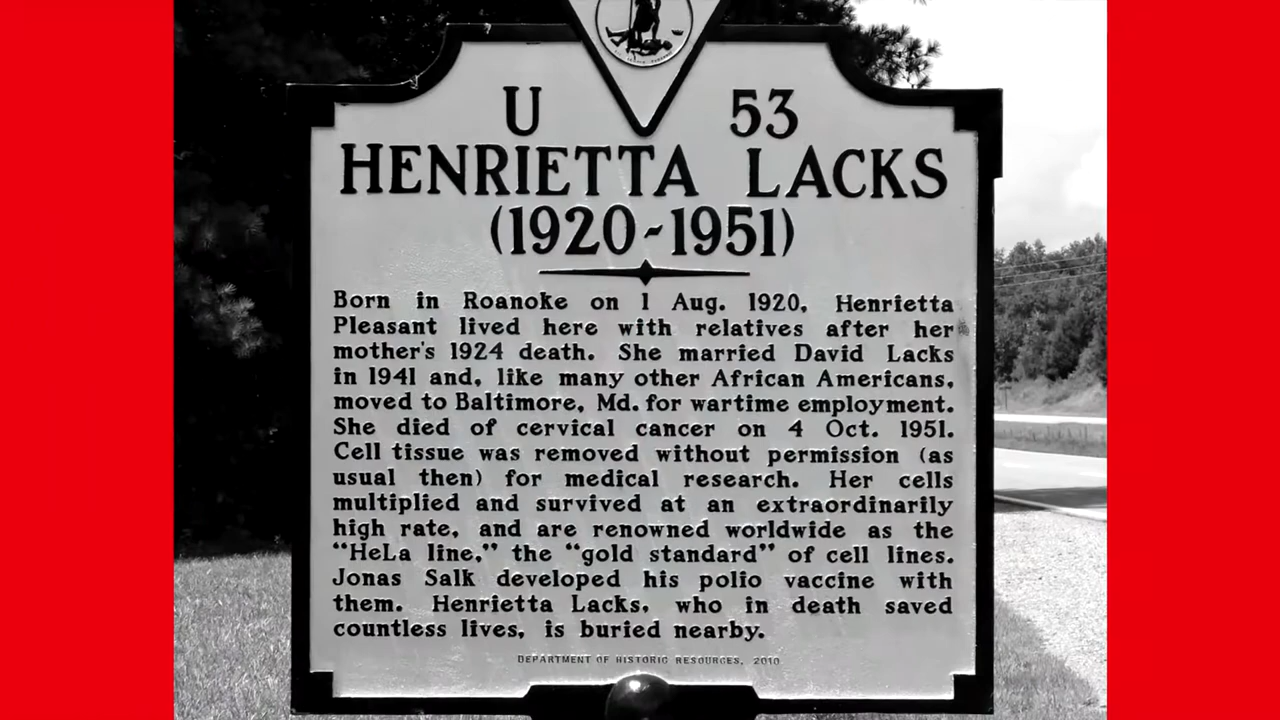 U 53
HENRIETTA LACKS
(1920-1951)
Born in Roanoke on 1 Aug. 1920, Henrietta
Pleasant lived here with relatives after her
mother's 1924 death. She married David Lacks
in 1941 and, like many other African Americans,
moved to Baltimore, Md. for wartime employment.
She died of cervical cancer on 4 Oct. 1951.
Cell tissue was removed without permission (as
usual then) for medical research. Her cells
multiplied and survived at an extraordinarily
high rate, and are renowned worldwide as the
“HeLa line,” the “gold standard” of cell lines.
Jonas Salk developed his polio vaccine with
them. Henrietta Lacks, who in death saved
countless lives, is buried nearby.
DEPARTMENT OF HISTORIC RESOURCES, 2010